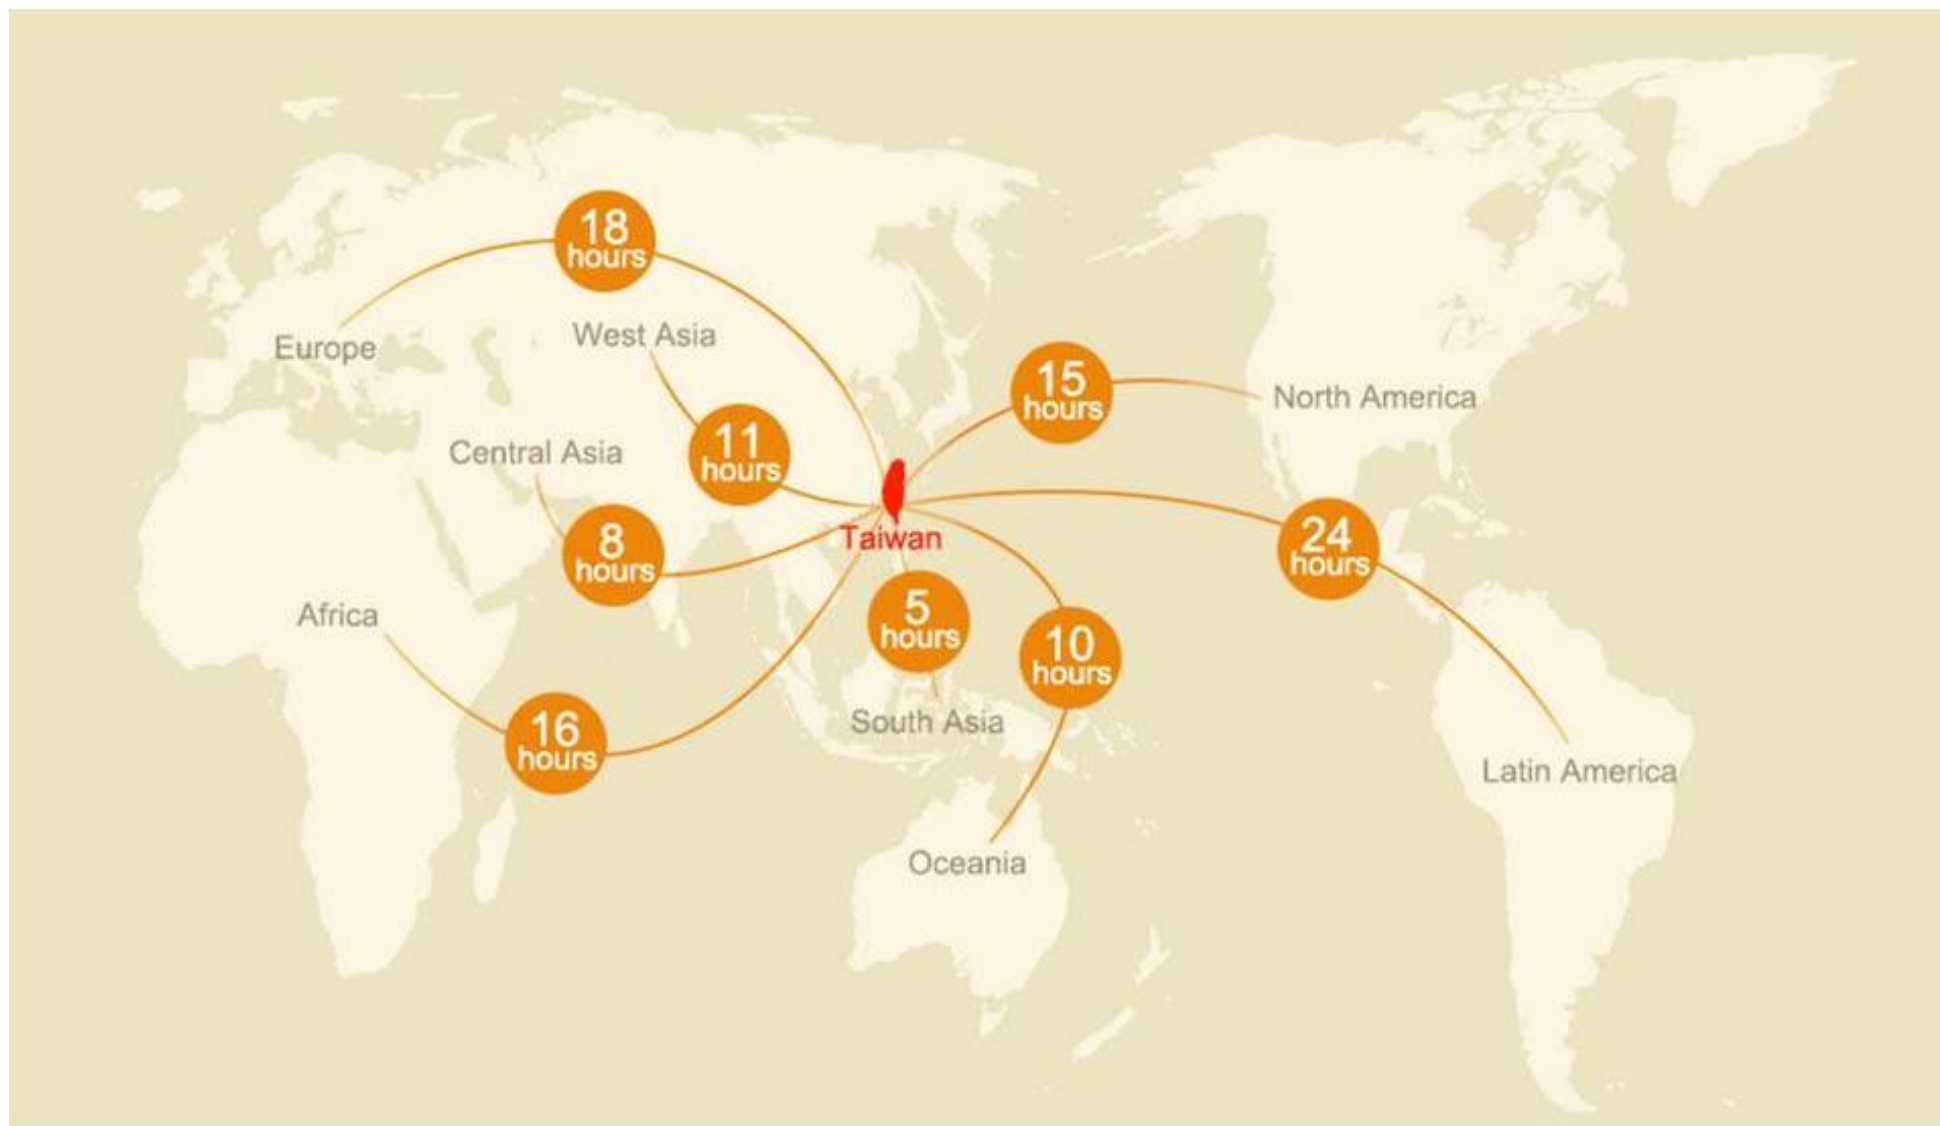 18
hours
Europe
West Asia
15
hours
North America
11
hours
Central Asia
Taiwan
8
hours
24
hours
Africa
5
hours
10
hours
South Asia
16
hours
Latin America
Oceania